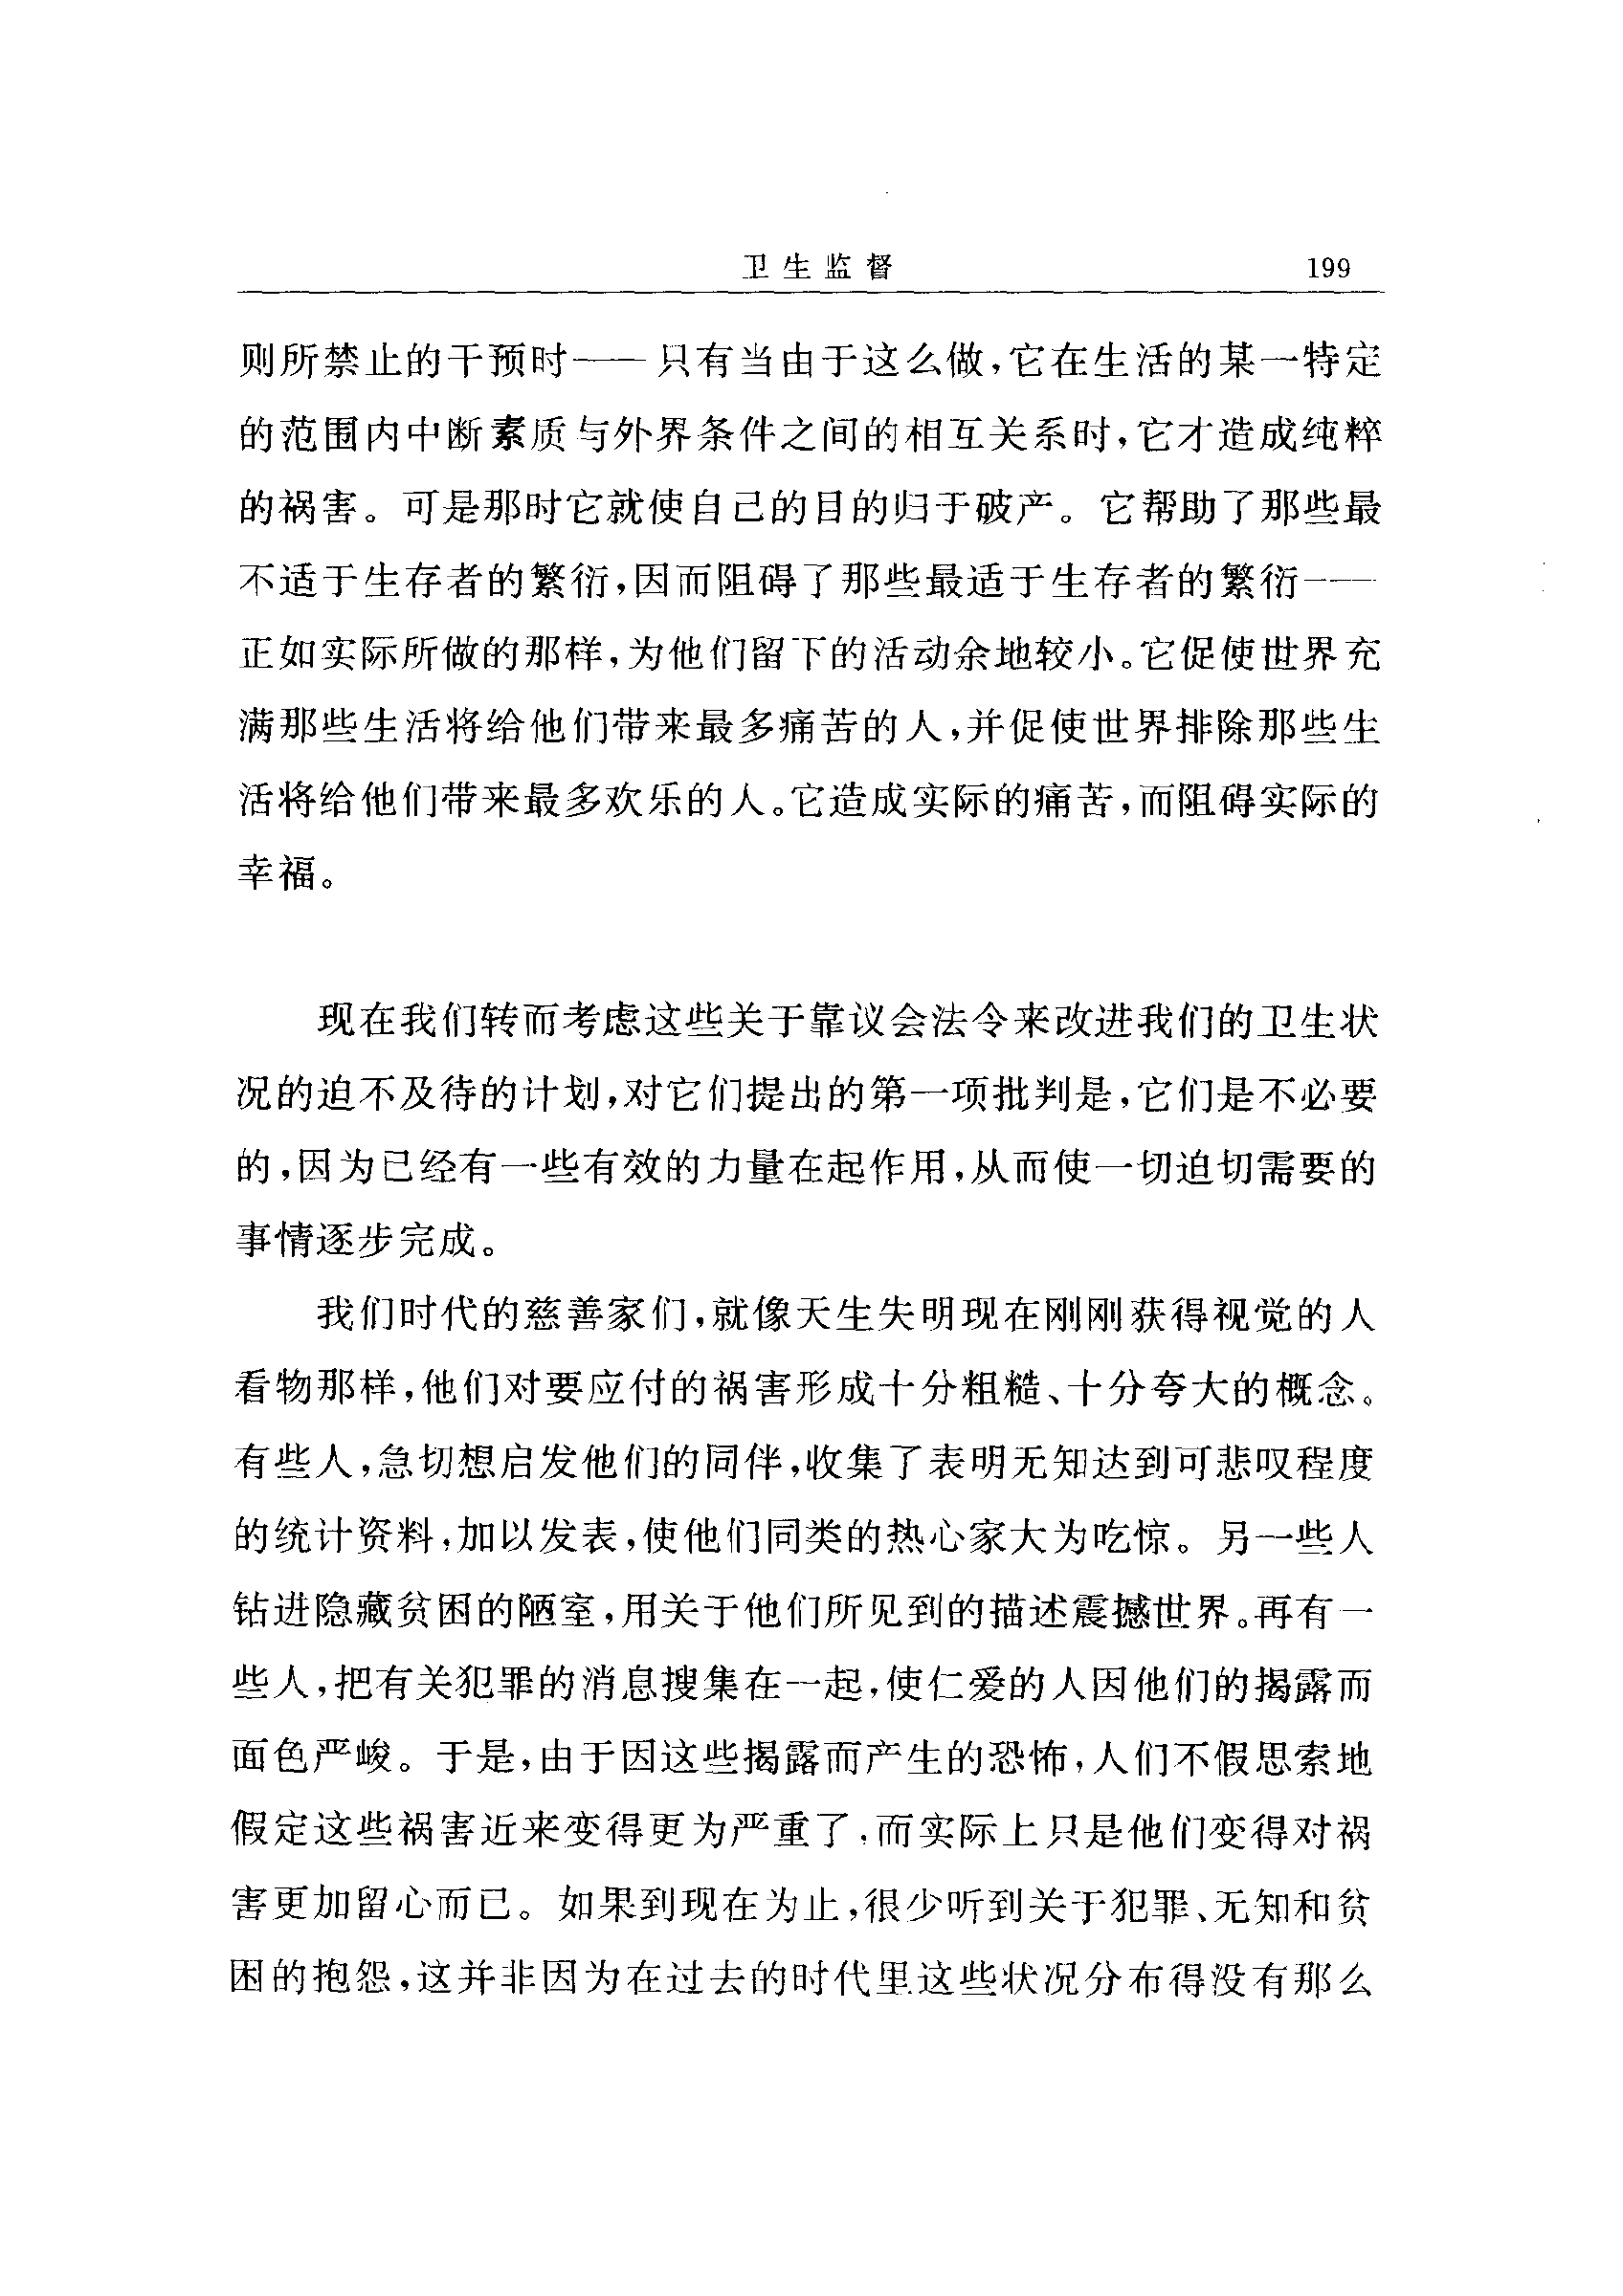 卫生监督 199
则所禁止的干预时——只有当由于这么做,它在生活的某一特定
的范围内中断素质与外界条件之间的相互关系时,它才造成纯粹
的祸害。可是那时它就使自己的目的归于破产。它帮助了那些最
不适于生存者的繁衍,因而阻碍了那些最适于生存者的繁衍——
正如实际所做的那样,为他们留下的活动余地较小。它促使世界充
满那些生活将给他们带来最多痛苦的人,并促使世界排除那些生
活将给他们带来最多欢乐的人。它造成实际的痛苦,而阻碍实际的
幸福。
现在我们转而考虑这些关于靠议会法令来改进我们的卫生状
况的迫不及待的计划,对它们提出的第一项批判是,它们是不必要
的,因为已经有一些有效的力量在起作用,从而使一切迫切需要的
事情逐步完成。
我们时代的慈善家们,就像天生失明现在刚刚获得视觉的人
看物那样,他们对要应付的祸害形成十分粗糙、十分夸大的概念。
有些人,急切想启发他们的同伴,收集了表明无知达到可悲叹程度
的统计资料,加以发表,使他们同类的热心家大为吃惊。另一些人
钻进隐藏贫困的陋室,用关于他们所见到的描述震撼世界。再有一
些人,把有关犯罪的消息搜集在一起,使仁爱的人因他们的揭露而
面色严峻。于是,由于因这些揭露而产生的恐怖,人们不假思索地
假定这些祸害近来变得更为严重了,而实际上只是他们变得对祸
害更加留心而已。如果到现在为止,很少听到关于犯罪、无知和贫
困的抱怨,这并非因为在过去的时代里这些状况分布得没有那么